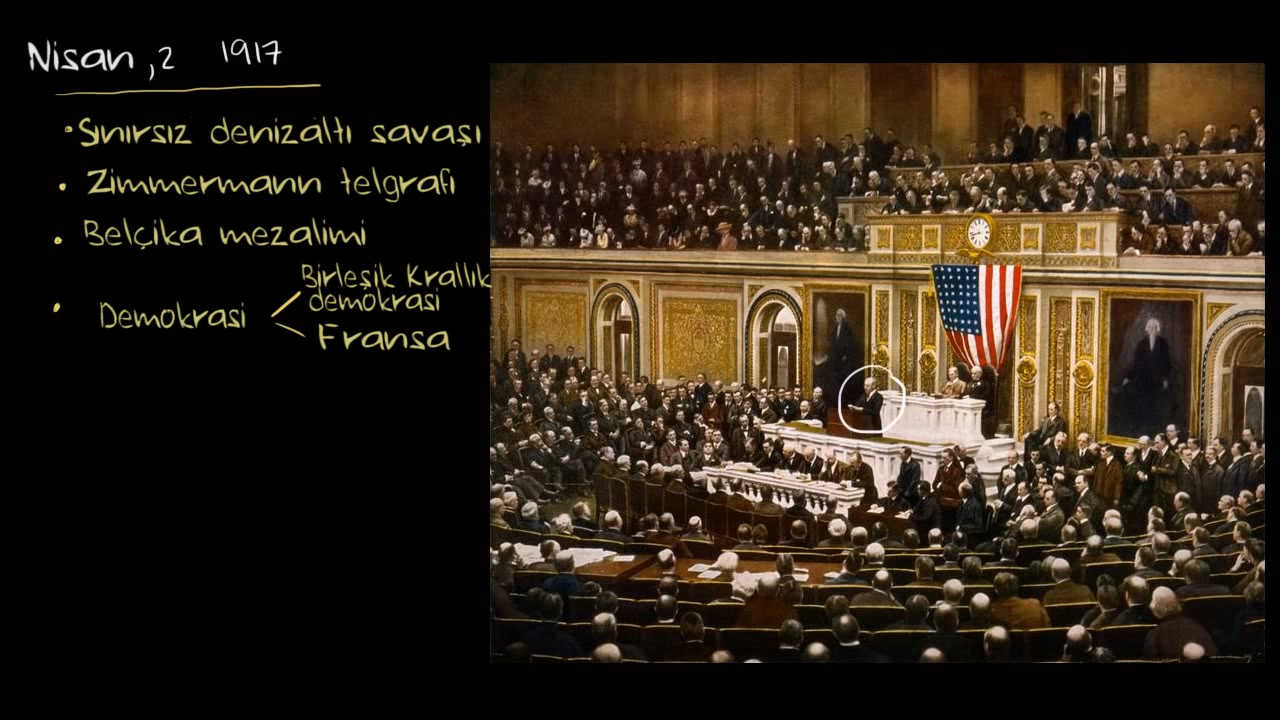 Nisan, 2 1917
• Sınırsız denizaltı savaşı
• Zimmermann telgrafı
• Belçika mezalimi
• Demokrasi
Birleşik Krallık
demokrasi
Fransa